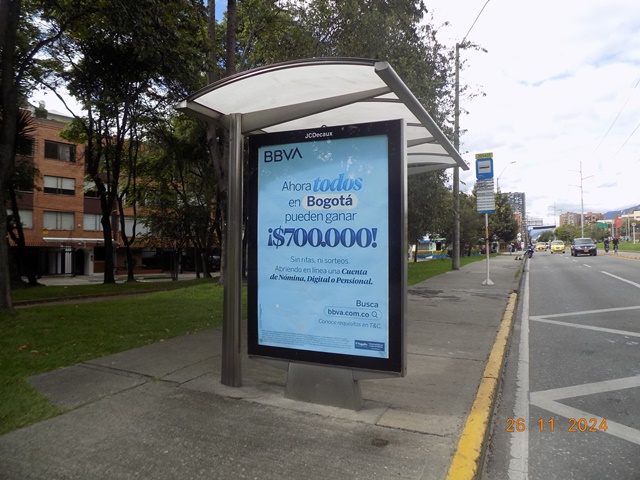 JCDecaux
BBVA
Ahora todos
en Bogotá
pueden ganar
¡$700.000!
Sin rifas, ni sorteos.
Abriendo en línea una Cuenta
de Nómina, Digital o Pensional.
Busca
bbva.com.co
Conoce requisitos en T&C
26 11 2024